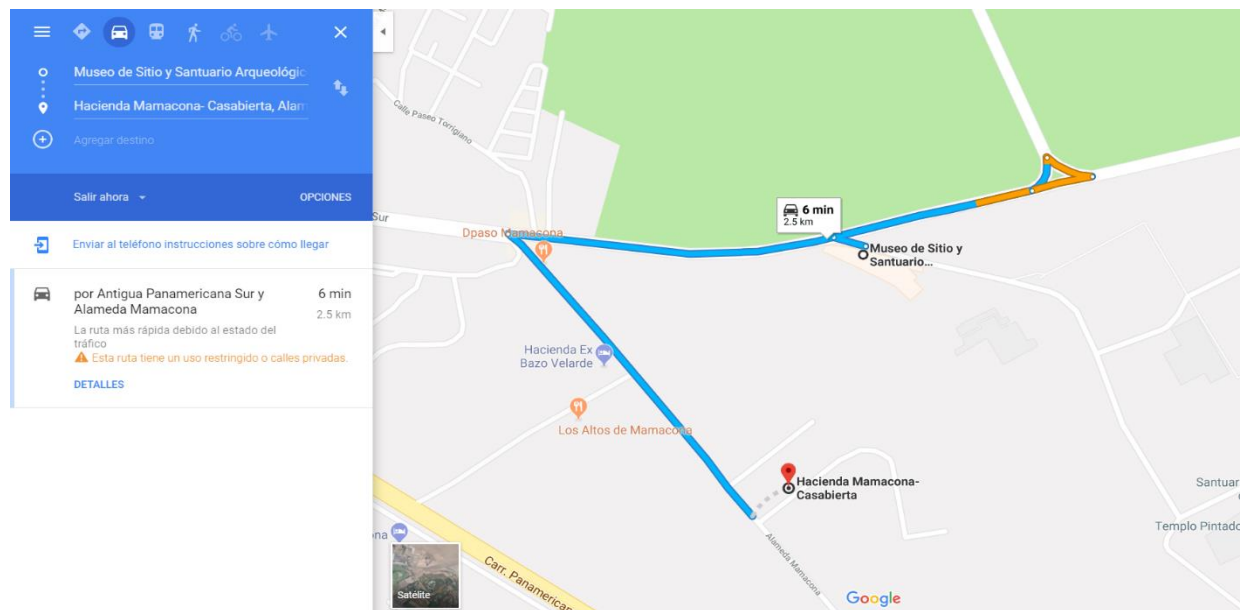 Museo de Sitio y Santuario Arqueológic
Hacienda Mamacona- Casabierta, Alam
Agregar destino
Salir ahora
OPCIONES
Enviar al teléfono instrucciones sobre cómo llegar
por Antigua Panamericana Sur y
Alameda Mamacona
6 min
2.5 km
La ruta más rápida debido al estado del
tráfico
Esta ruta tiene un uso restringido o calles privadas.
DETALLES
Calle Paseo Torrigiano
Sur
Dpaso Mamacona
6 min
2.5 km
Museo de Sitio y
Santuario...
Hacienda Ex
Bazo Velarde
Los Altos de Mamacona
Hacienda Mamacona-
Casabierta
Santuar
Templo Pintado
na
Alameda Mamacona
Carr. Panamerican
Satélite
Google